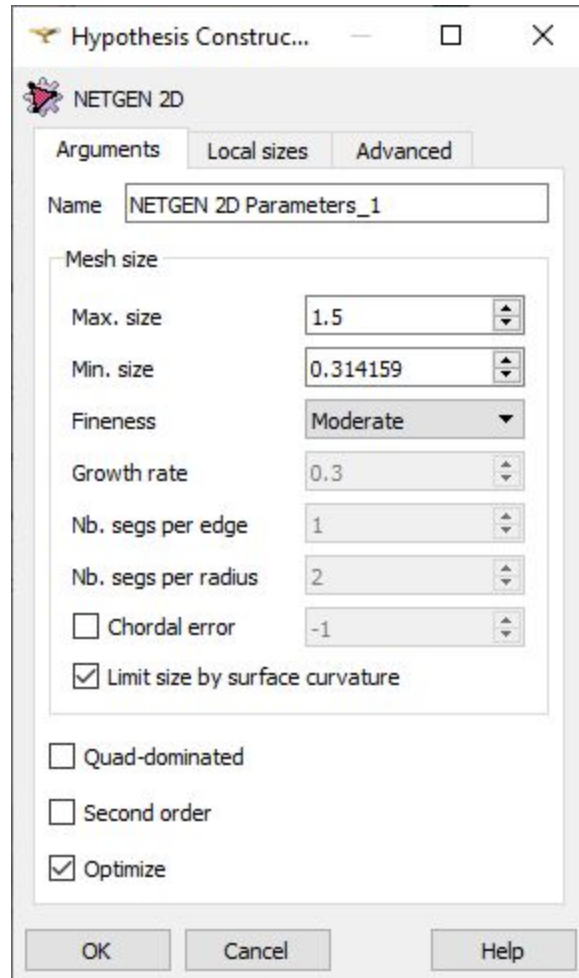 Hypothesis Construc...
NETGEN 2D
Arguments Local sizes Advanced
Name NETGEN 2D Parameters_1
Mesh size
Max. size 1.5
Min. size 0.314159
Fineness Moderate
Growth rate 0.3
Nb. segs per edge 1
Nb. segs per radius 2
Chordal error -1
Limit size by surface curvature
Quad-dominated
Second order
Optimize
OK Cancel Help